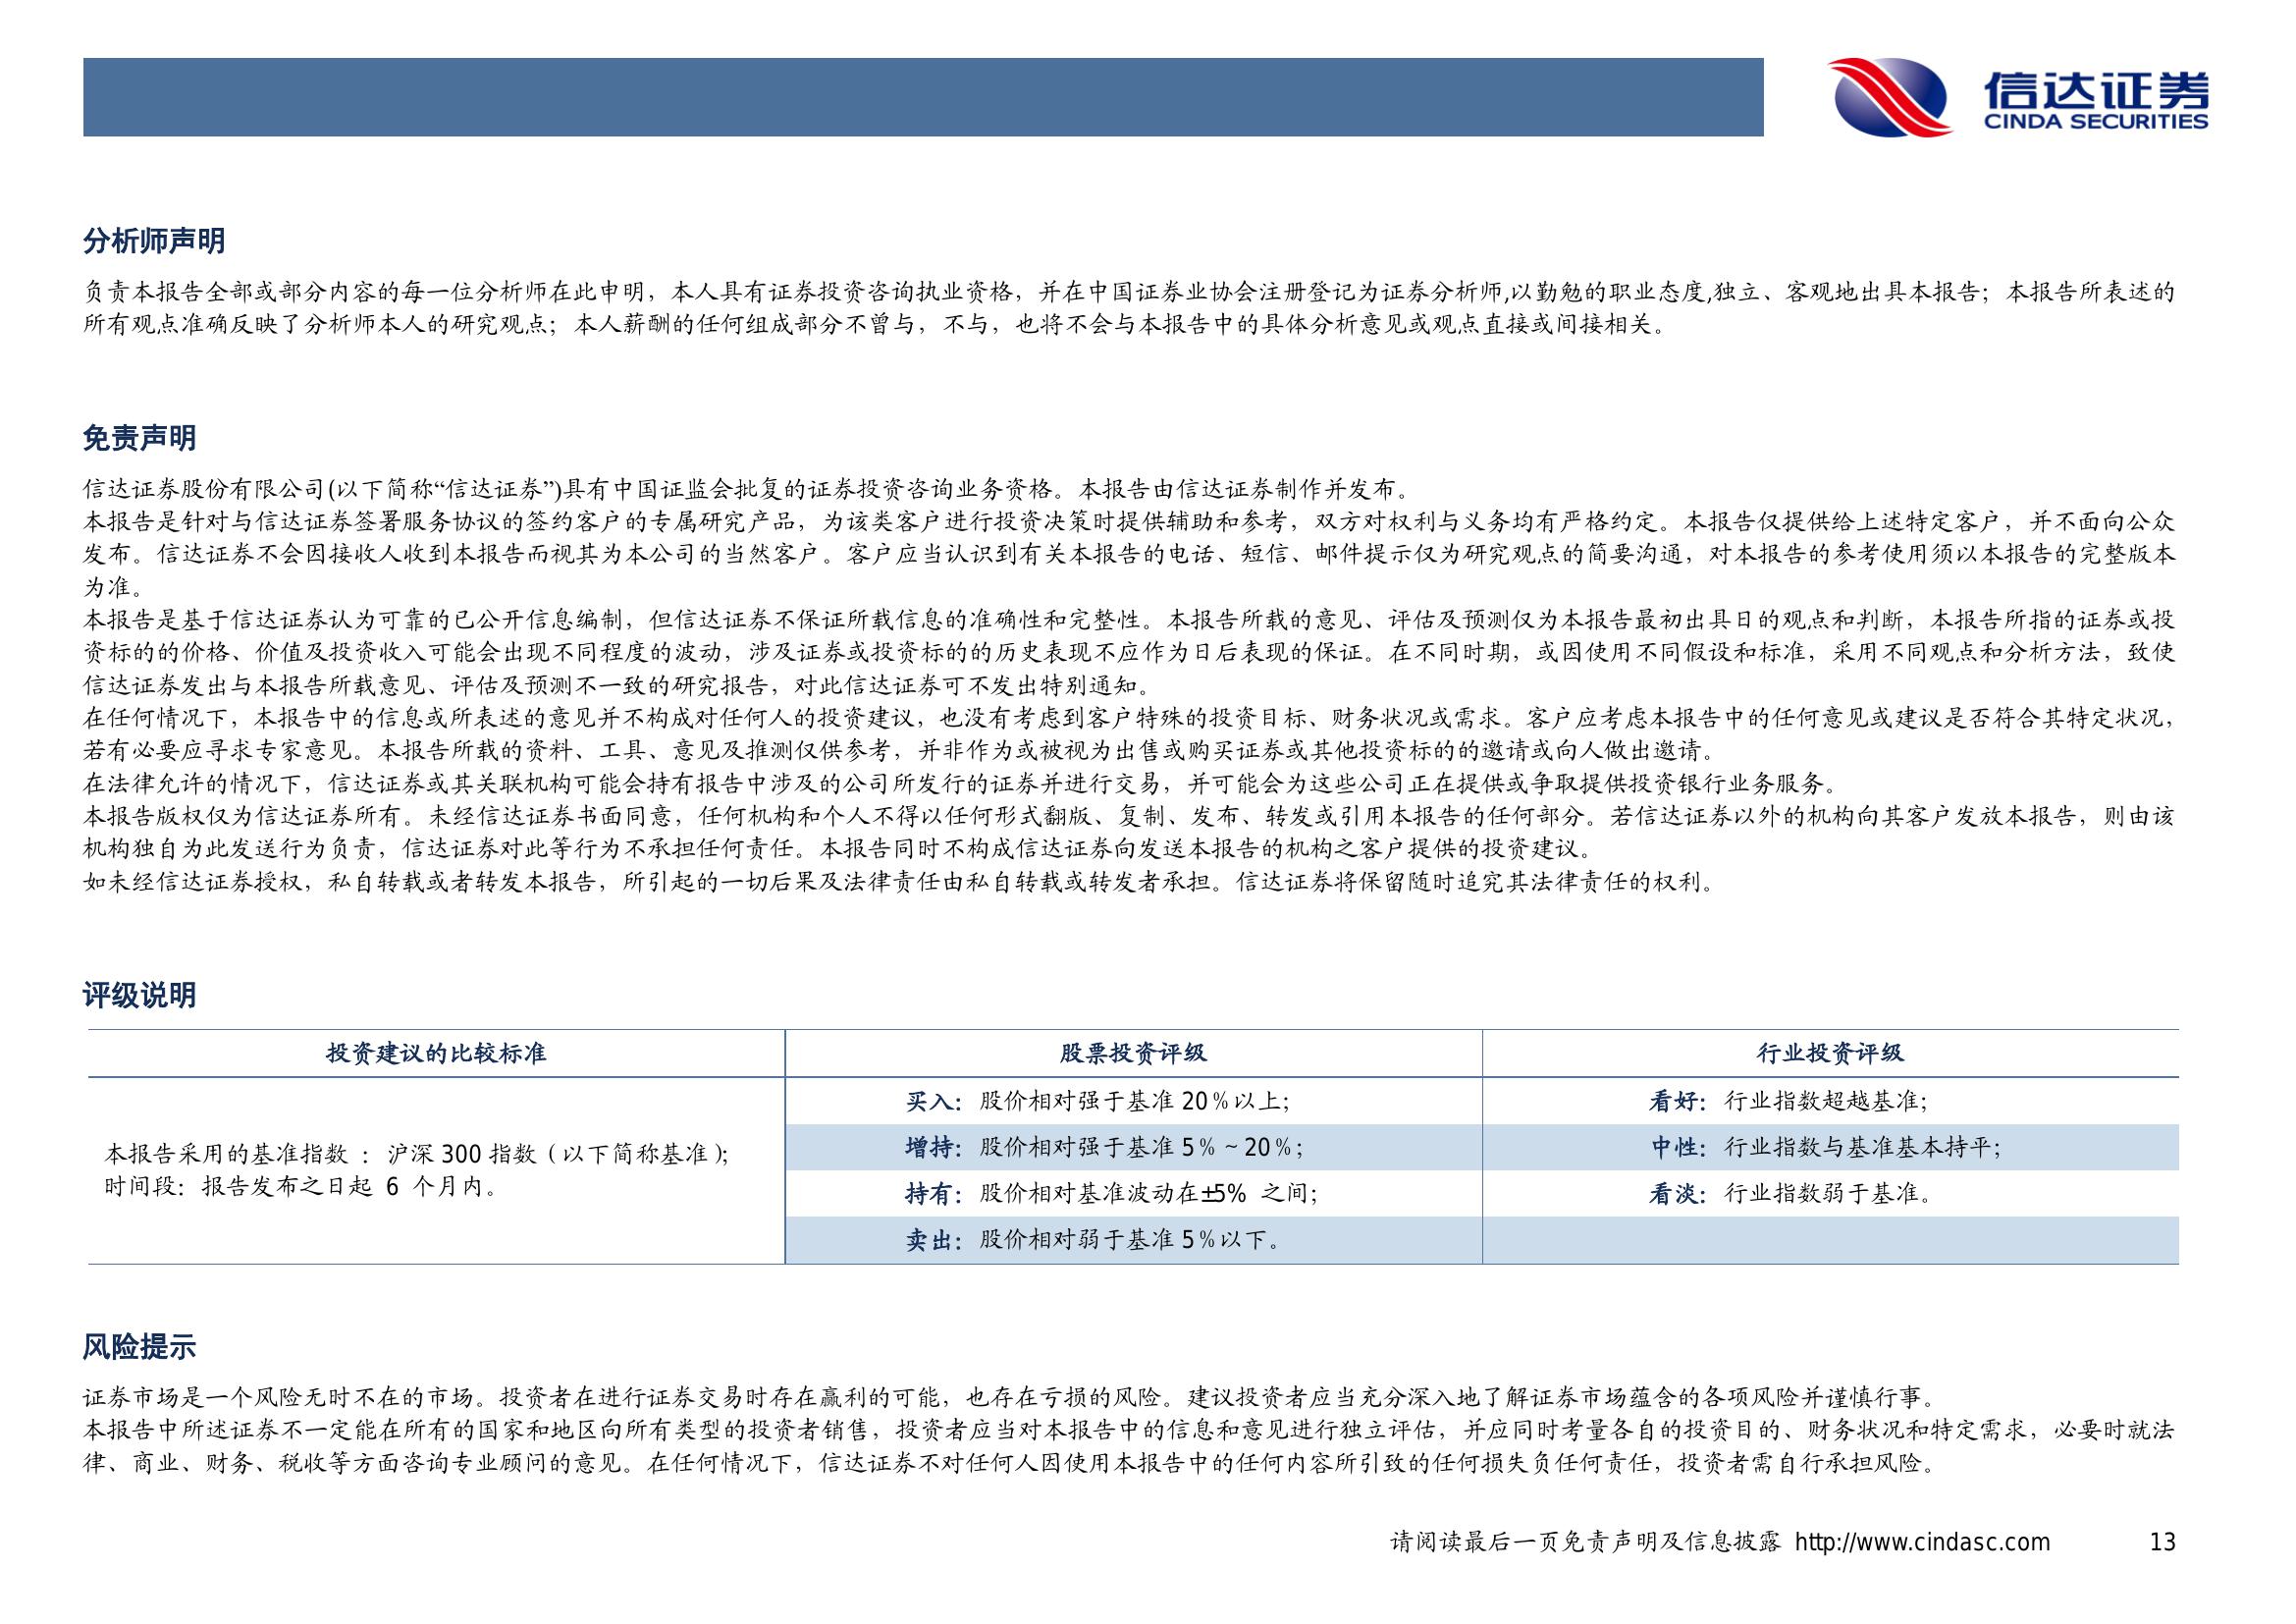 信达证券
CINDA SECURITIES
分析师声明
负责本报告全部或部分内容的每一位分析师在此申明，本人具有证券投资咨询执业资格，并在中国证券业协会注册登记为证券分析师,以勤勉的职业态度,独立、客观地出具本报告；本报告所表述的
所有观点准确反映了分析师本人的研究观点；本人薪酬的任何组成部分不曾与，不与，也将不会与本报告中的具体分析意见或观点直接或间接相关。
免责声明
信达证券股份有限公司(以下简称“信达证券”)具有中国证监会批复的证券投资咨询业务资格。本报告由信达证券制作并发布。
本报告是针对与信达证券签署服务协议的签约客户的专属研究产品，为该类客户进行投资决策时提供辅助和参考，双方对权利与义务均有严格约定。本报告仅提供给上述特定客户，并不面向公众
发布。信达证券不会因接收人收到本报告而视其为本公司的当然客户。客户应当认识到有关本报告的电话、短信、邮件提示仅为研究观点的简要沟通，对本报告的参考使用须以本报告的完整版本
为准。
本报告是基于信达证券认为可靠的已公开信息编制，但信达证券不保证所载信息的准确性和完整性。本报告所载的意见、评估及预测仅为本报告最初出具日的观点和判断，本报告所指的证券或投
资标的的价格、价值及投资收入可能会出现不同程度的波动，涉及证券或投资标的的历史表现不应作为日后表现的保证。在不同时期，或因使用不同假设和标准，采用不同观点和分析方法，致使
信达证券发出与本报告所载意见、评估及预测不一致的研究报告，对此信达证券可不发出特别通知。
在任何情况下，本报告中的信息或所表述的意见并不构成对任何人的投资建议，也没有考虑到客户特殊的投资目标、财务状况或需求。客户应考虑本报告中的任何意见或建议是否符合其特定状况，
若有必要应寻求专家意见。本报告所载的资料、工具、意见及推测仅供参考，并非作为或被视为出售或购买证券或其他投资标的的邀请或向人做出邀请。
在法律允许的情况下，信达证券或其关联机构可能会持有报告中涉及的公司所发行的证券并进行交易，并可能会为这些公司正在提供或争取提供投资银行业务服务。
本报告版权仅为信达证券所有。未经信达证券书面同意，任何机构和个人不得以任何形式翻版、复制、发布、转发或引用本报告的任何部分。若信达证券以外的机构向其客户发放本报告，则由该
机构独自为此发送行为负责，信达证券对此等行为不承担任何责任。本报告同时不构成信达证券向发送本报告的机构之客户提供的投资建议。
如未经信达证券授权，私自转载或者转发本报告，所引起的一切后果及法律责任由私自转载或转发者承担。信达证券将保留随时追究其法律责任的权利。
评级说明
投资建议的比较标准 股票投资评级 行业投资评级
本报告采用的基准指数 ：沪深 300 指数（以下简称基准）；
时间段：报告发布之日起 6 个月内。
买入：股价相对强于基准 20％以上；
增持：股价相对强于基准 5％～20％；
持有：股价相对基准波动在±5% 之间；
卖出：股价相对弱于基准 5％以下。
看好：行业指数超越基准；
中性：行业指数与基准基本持平；
看淡：行业指数弱于基准。
风险提示
证券市场是一个风险无时不在的市场。投资者在进行证券交易时存在赢利的可能，也存在亏损的风险。建议投资者应当充分深入地了解证券市场蕴含的各项风险并谨慎行事。
本报告中所述证券不一定能在所有的国家和地区向所有类型的投资者销售，投资者应当对本报告中的信息和意见进行独立评估，并应同时考量各自的投资目的、财务状况和特定需求，必要时就法
律、商业、财务、税收等方面咨询专业顾问的意见。在任何情况下，信达证券不对任何人因使用本报告中的任何内容所引致的任何损失负任何责任，投资者需自行承担风险。
请阅读最后一页免责声明及信息披露 http://www.cindasc.com 13